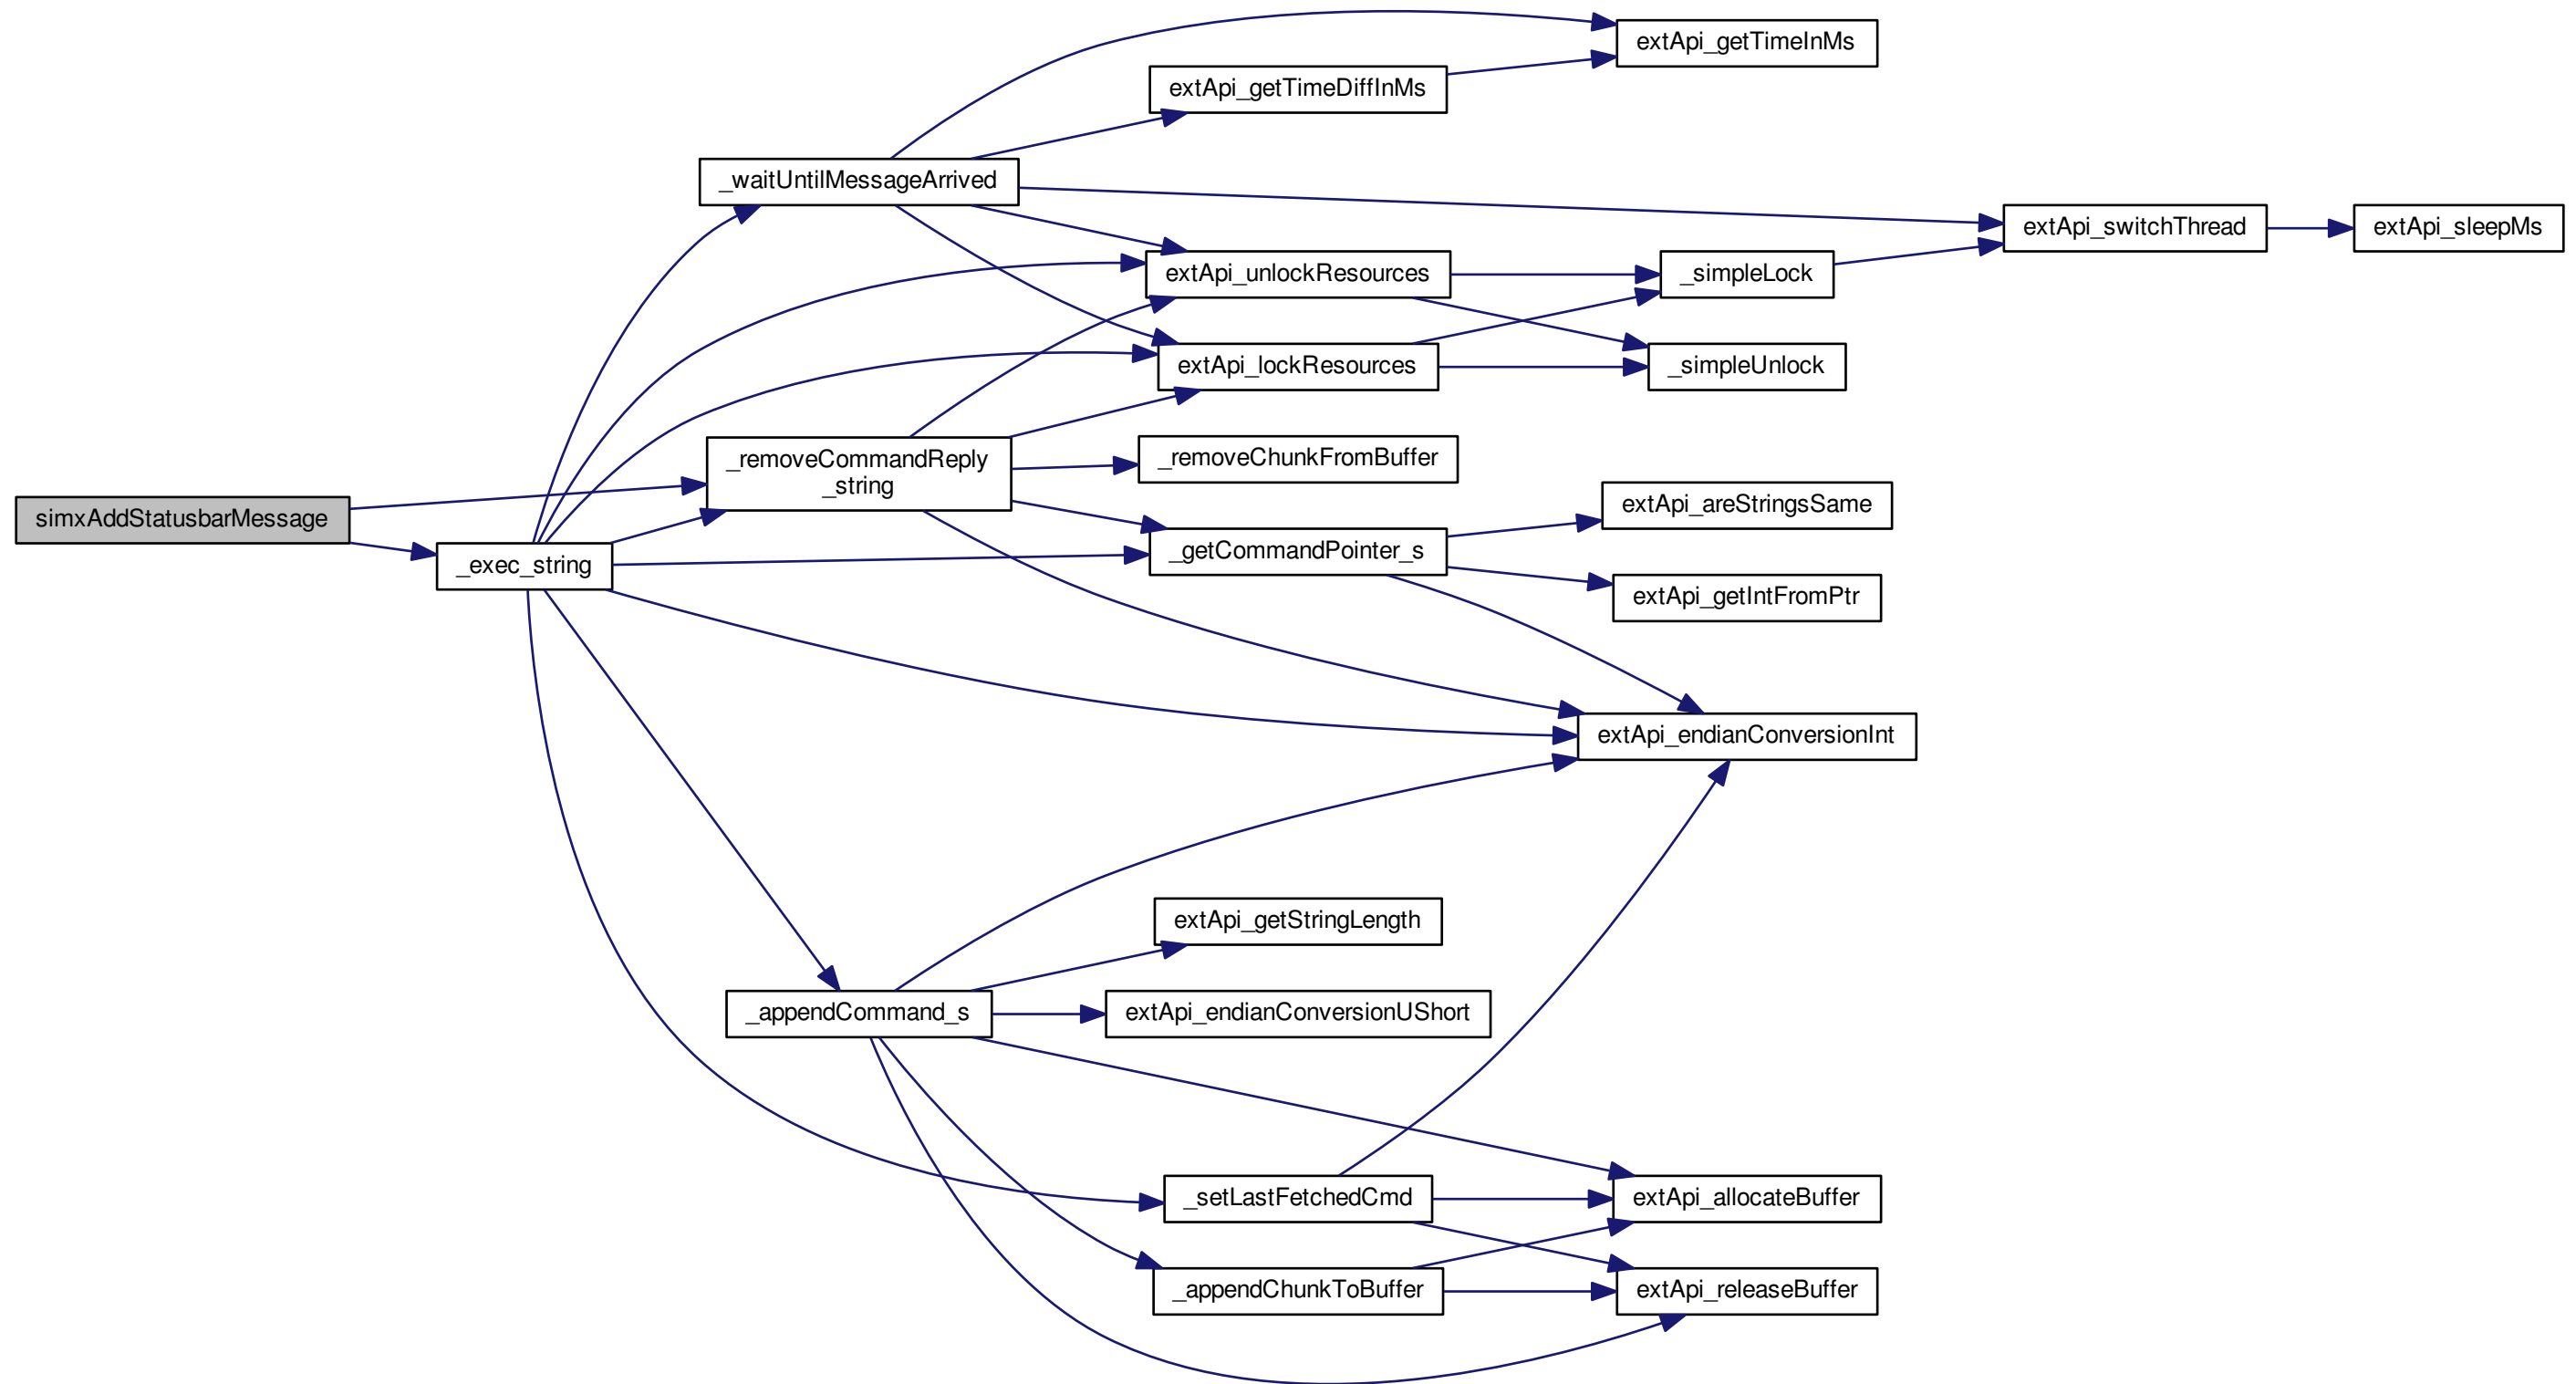 extApi_getTimeInMs
extApi_getTimeDiffInMs
_waitUntilMessageArrived
extApi_switchThread
extApi_sleepMs
extApi_unlockResources
_simpleLock
extApi_lockResources
_simpleUnlock
_removeCommandReply
_string
_removeChunkFromBuffer
simxAddStatusbarMessage
extApi_areStringsSame
_exec_string
_getCommandPointer_s
extApi_getIntFromPtr
extApi_endianConversionInt
extApi_getStringLength
_appendCommand_s
extApi_endianConversionUShort
_setLastFetchedCmd
extApi_allocateBuffer
_appendChunkToBuffer
extApi_releaseBuffer